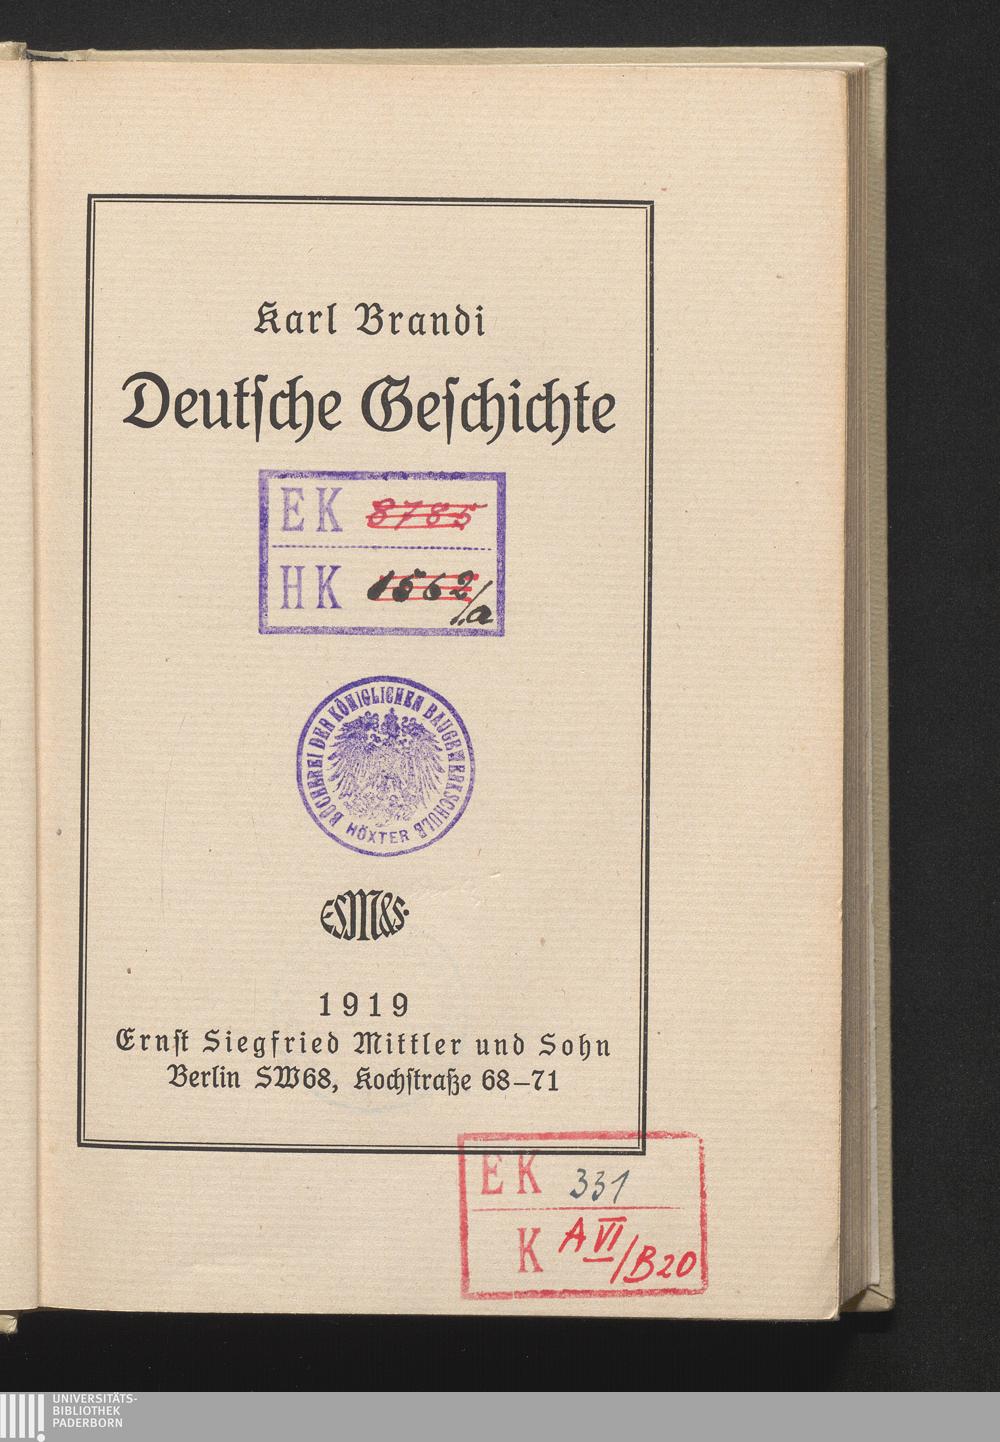 Karl Brandi
Deutsche Geschichte
EK 8785
HK 1562/a
BÜCHEREI DER KÖNIGLICHEN BAUGEWERKSCHULE
HÖXTER
ESM&S.
1919
Ernst Siegfried Mittler und Sohn
Berlin SW68, Kochstraße 68–71
EK 331
K A VI/B20
UNIVERSITÄTS-
BIBLIOTHEK
PADERBORN